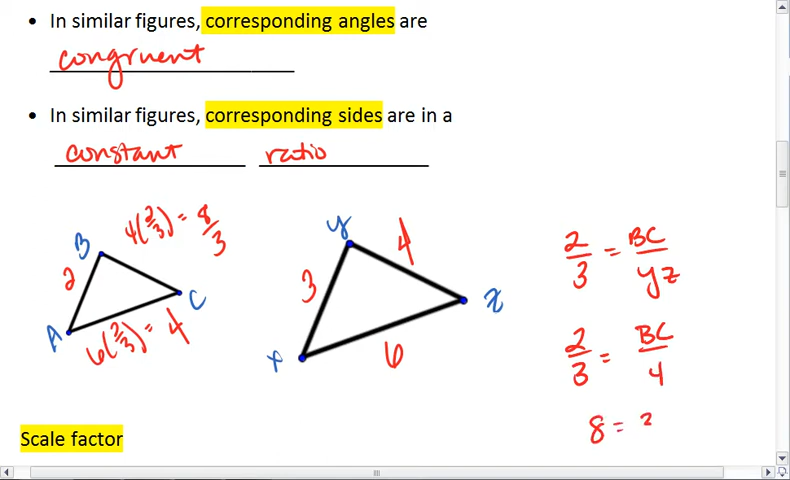 • In similar figures, corresponding angles are
congruent
• In similar figures, corresponding sides are in a
constant ratio
4(2/3) = 8/3
B
2
A
C
6(2/3) = 4
y
4
3
z
x
6
2/3 = BC/yz
2/3 = BC/4
8 = 3
Scale factor